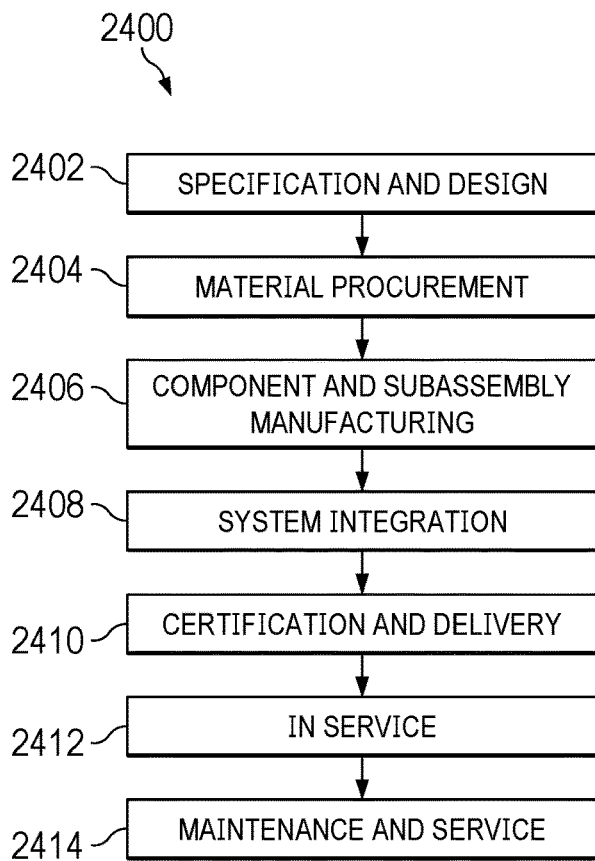 2400
2402
SPECIFICATION AND DESIGN
2404
MATERIAL PROCUREMENT
2406
COMPONENT AND SUBASSEMBLY
MANUFACTURING
2408
SYSTEM INTEGRATION
2410
CERTIFICATION AND DELIVERY
2412
IN SERVICE
2414
MAINTENANCE AND SERVICE